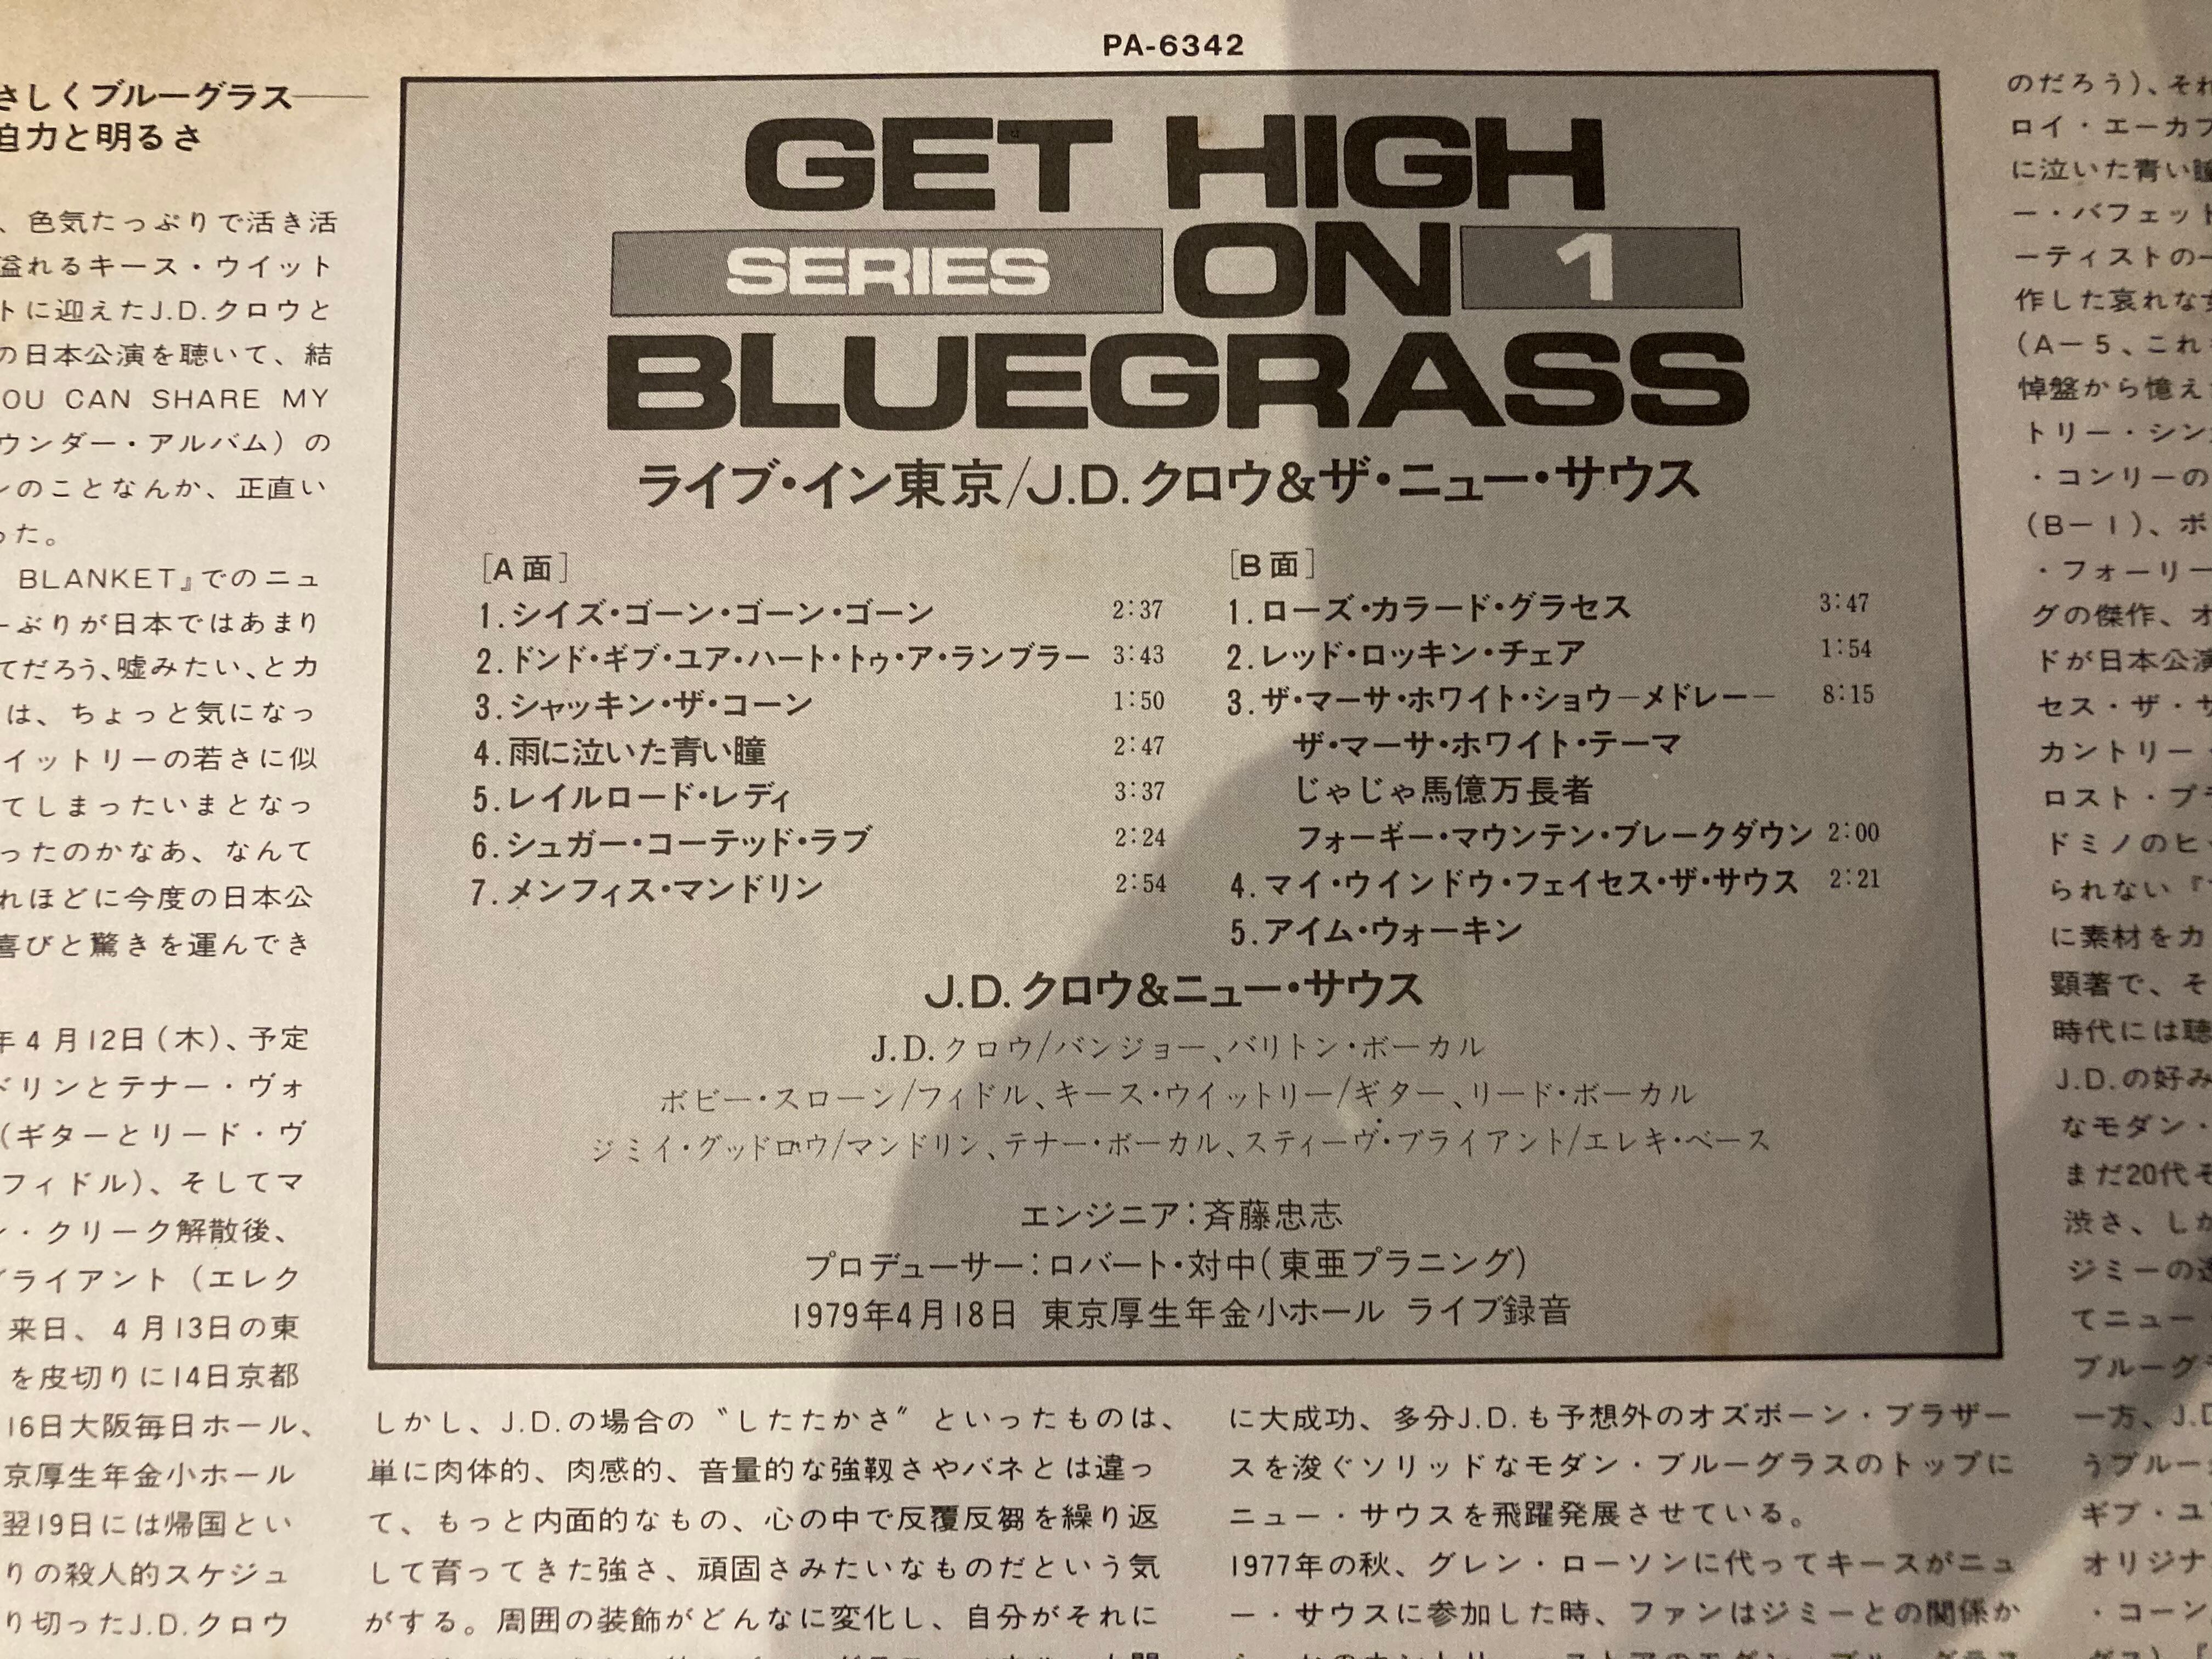 PA-6342
さしくブルーグラス——
迫力と明るさ
、色気たっぷりで活き活
溢れるキース・ウイット
トに迎えたJ.D.クロウと
の日本公演を聴いて、結
OU CAN SHARE MY
ウンダー・アルバム）の
ンのことなんか、正直い
った。
BLANKET』でのニュ
ーぶりが日本ではあまり
てだろう、嘘みたい、とカ
は、ちょっと気になっ
イットリーの若さに似
てしまったいまとなっ
ったのかなあ、なんて
れほどに今度の日本公
喜びと驚きを運んでき
年4月12日（木）、予定
ドリンとテナー・ヴォ
（ギターとリード・ヴ
フィドル）、そしてマ
ン・クリーク解散後、
ブライアント（エレク
来日、4月13日の東
を皮切りに14日京都
16日大阪毎日ホール、
京厚生年金小ホール
翌19日には帰国とい
りの殺人的スケジュ
り切ったJ.D.クロウ
GET HIGH
SERIES ON 1
BLUEGRASS
ライブ・イン東京/J.D.クロウ&ザ・ニュー・サウス
［A面］
1.シイズ・ゴーン・ゴーン・ゴーン 2:37
2.ドンド・ギブ・ユア・ハート・トゥ・ア・ランブラー 3:43
3.シャッキン・ザ・コーン 1:50
4.雨に泣いた青い瞳 2:47
5.レイルロード・レディ 3:37
6.シュガー・コーテッド・ラブ 2:24
7.メンフィス・マンドリン 2:54
［B面］
1.ローズ・カラード・グラセス 3:47
2.レッド・ロッキン・チェア 1:54
3.ザ・マーサ・ホワイト・ショウ—メドレー— 8:15
ザ・マーサ・ホワイト・テーマ
じゃじゃ馬億万長者
フォーギー・マウンテン・ブレークダウン 2:00
4.マイ・ウインドウ・フェイセス・ザ・サウス 2:21
5.アイム・ウォーキン
J.D.クロウ&ニュー・サウス
J.D.クロウ/バンジョー、バリトン・ボーカル
ボビー・スローン/フィドル、キース・ウイットリー/ギター、リード・ボーカル
ジミイ・グッドロウ/マンドリン、テナー・ボーカル、スティーヴ・ブライアント/エレキ・ベース
エンジニア：斉藤忠志
プロデューサー：ロバート・対中（東亜プラニング）
1979年4月18日 東京厚生年金小ホール ライブ録音
しかし、J.D.の場合の〝したたかさ〟といったものは、
単に肉体的、肉感的、音量的な強靱さやバネとは違っ
て、もっと内面的なもの、心の中で反覆反芻を繰り返
して育ってきた強さ、頑固さみたいなものだという気
がする。周囲の装飾がどんなに変化し、自分がそれに
に大成功、多分J.D.も予想外のオズボーン・ブラザー
スを浚ぐソリッドなモダン・ブルーグラスのトップに
ニュー・サウスを飛躍発展させている。
1977年の秋、グレン・ローソンに代ってキースがニュ
ー・サウスに参加した時、ファンはジミーとの関係か
のだろう）、それ
ロイ・エーカフ
に泣いた青い瞳
ー・バフェット
ーティストの一
作した哀れな女
（A－5、これ
悼盤から憶え
トリー・シン
・コンリーの
（B－1）、ボ
・フォーリー
グの傑作、オ
ドが日本公演
セス・ザ・サ
カントリー・
ロスト・プラ
ドミノのヒッ
られない『
に素材をカ
顕著で、そ
時代には聴
J.D.の好み
なモダン・
まだ20代そ
渋さ、しか
ジミーの
てニュー・
ブルーグラ
一方、J.D
うブルー
ギブ・ユ
オリジナ
・コーン